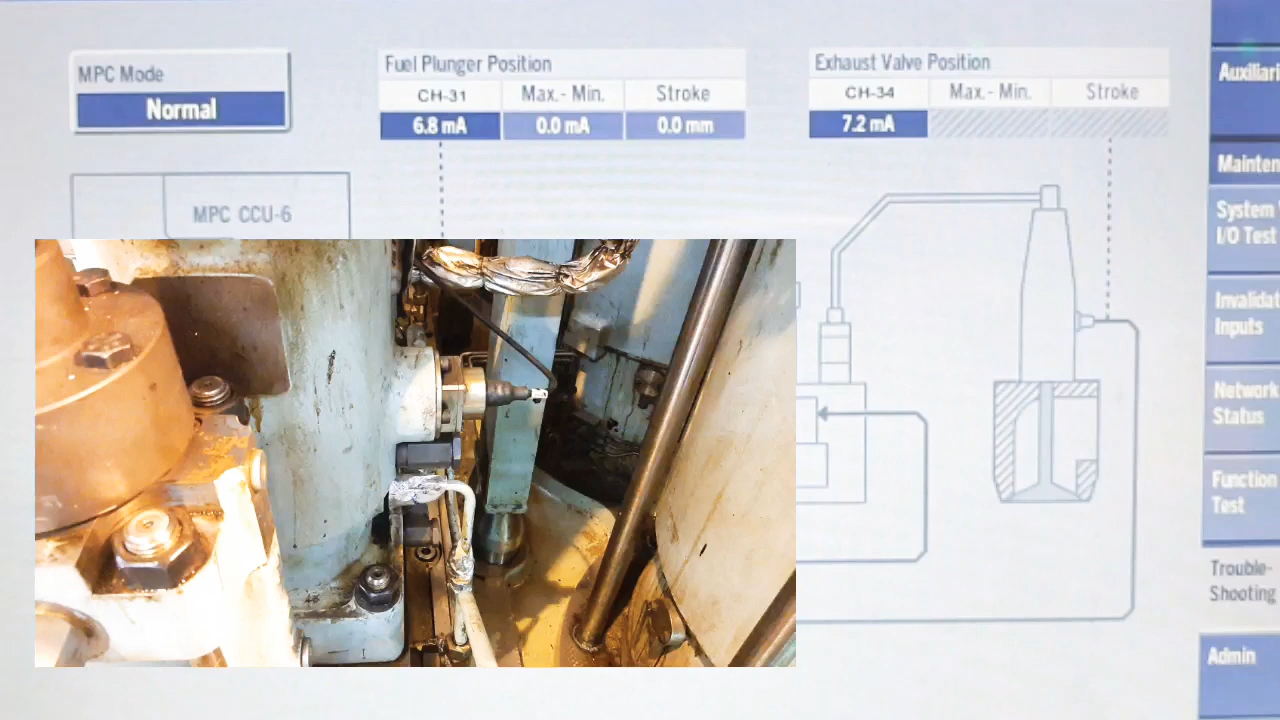 MPC Mode
Normal
Fuel Plunger Position
CH-31 Max.- Min. Stroke
6.8 mA 0.0 mA 0.0 mm
Exhaust Valve Position
CH-34 Max.- Min. Stroke
7.2 mA
MPC CCU-6
Auxiliari
Mainten
System
I/O Test
Invalidat
Inputs
Network
Status
Function
Test
Trouble-
Shooting
Admin